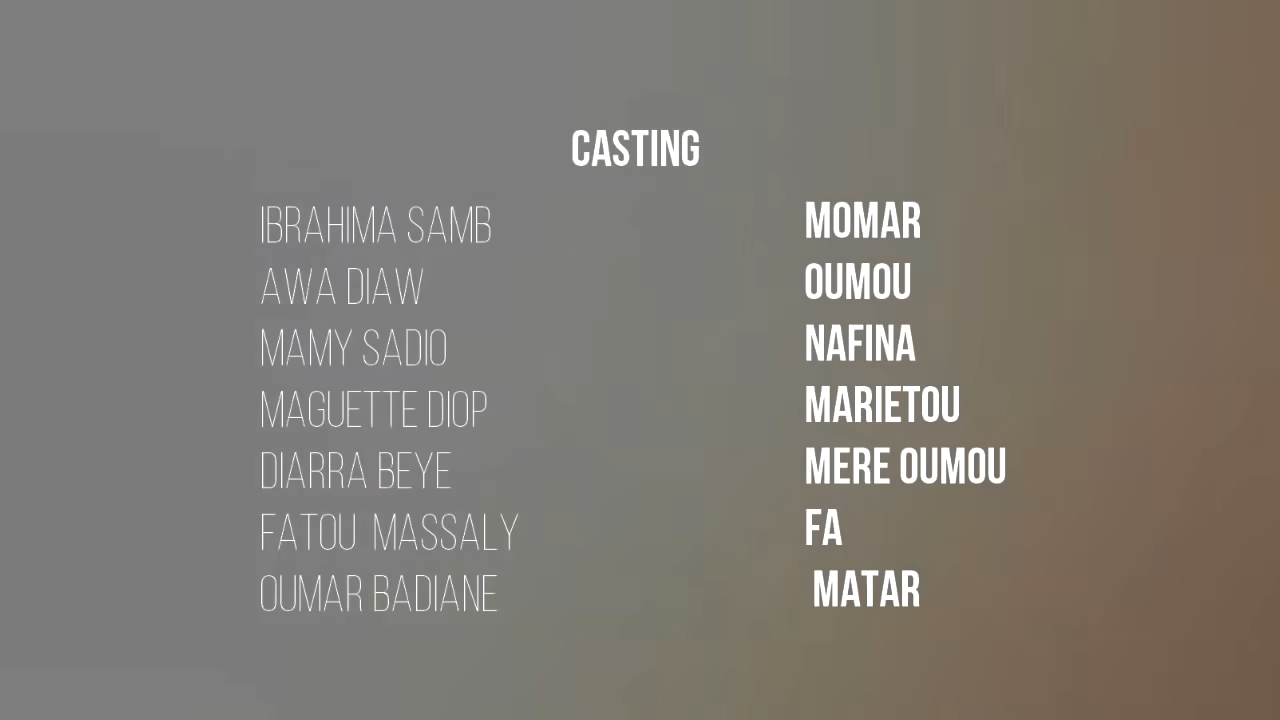 CASTING
IBRAHIMA SAMB MOMAR
AWA DIAW OUMOU
MAMY SADIO NAFINA
MAGUETTE DIOP MARIETOU
DIARRA BEYE MERE OUMOU
FATOU MASSALY FA
OUMAR BADIANE MATAR